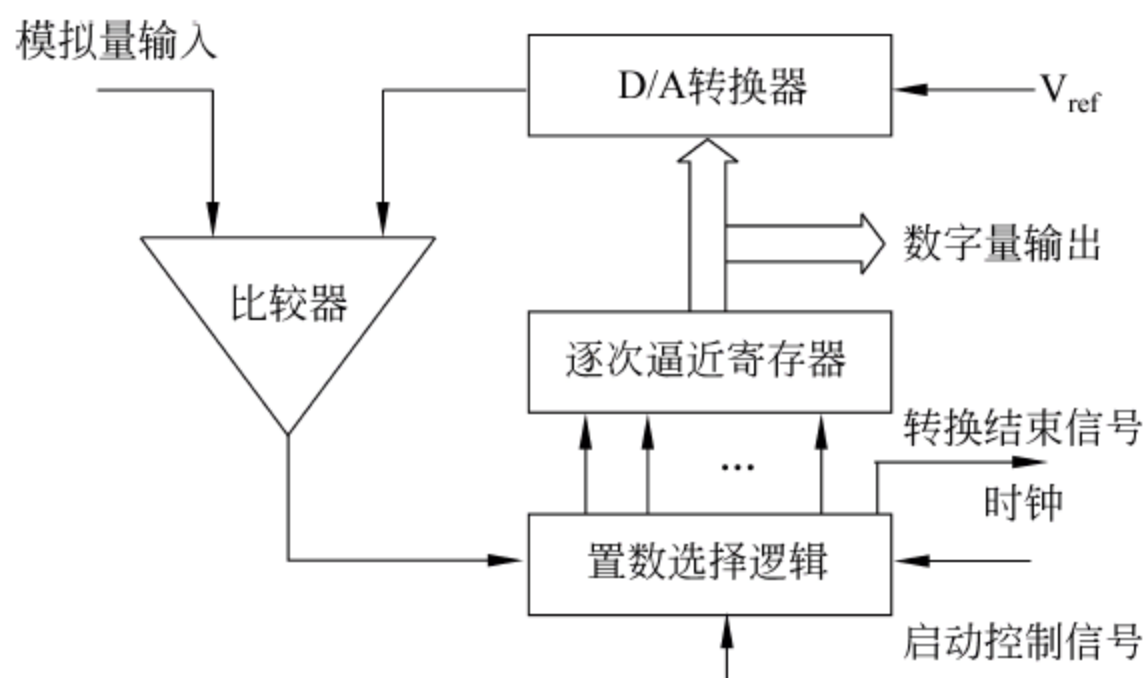 模拟量输入
D/A转换器
Vref
数字量输出
比较器
逐次逼近寄存器
转换结束信号
...
时钟
置数选择逻辑
启动控制信号